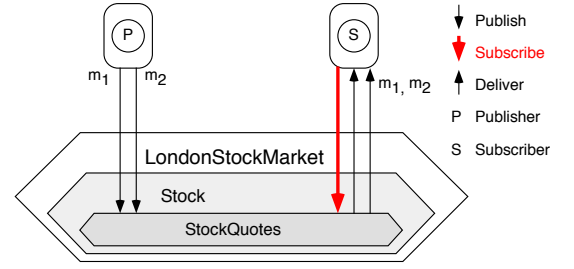 P
S
m1
m2
m1, m2
LondonStockMarket
Stock
StockQuotes
Publish
Subscribe
Deliver
P Publisher
S Subscriber